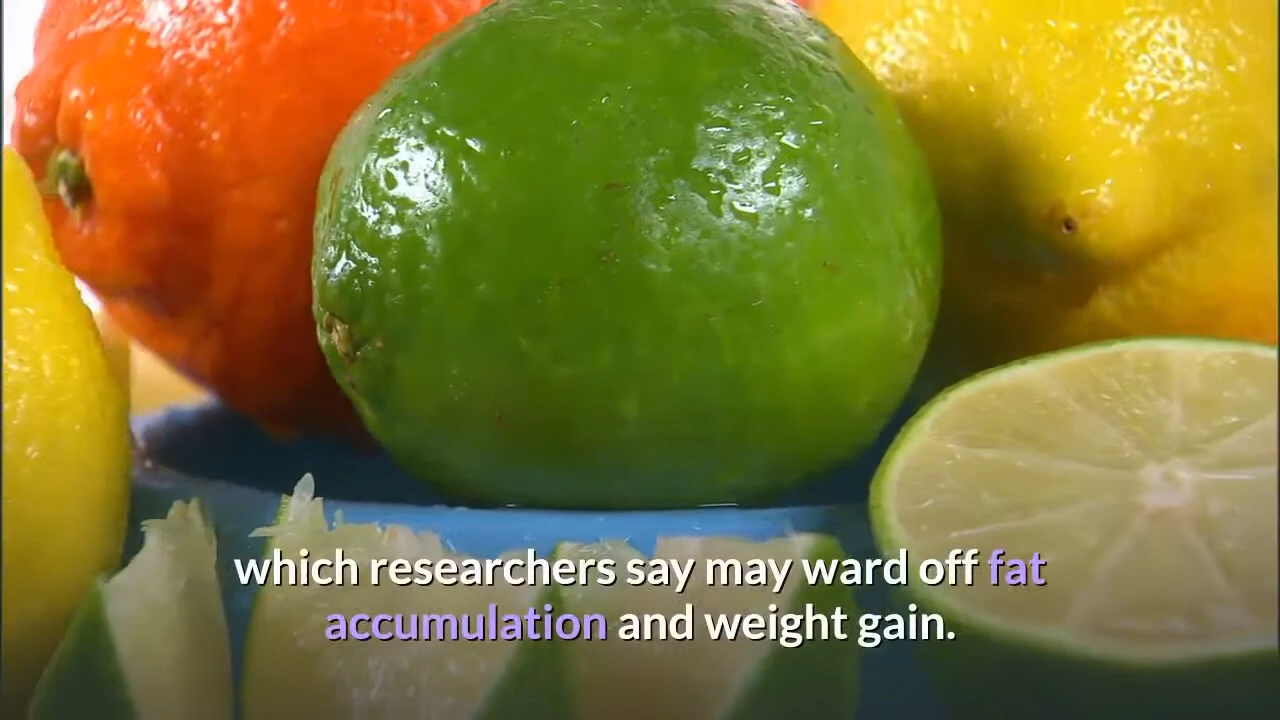 which researchers say may ward off fat
accumulation and weight gain.